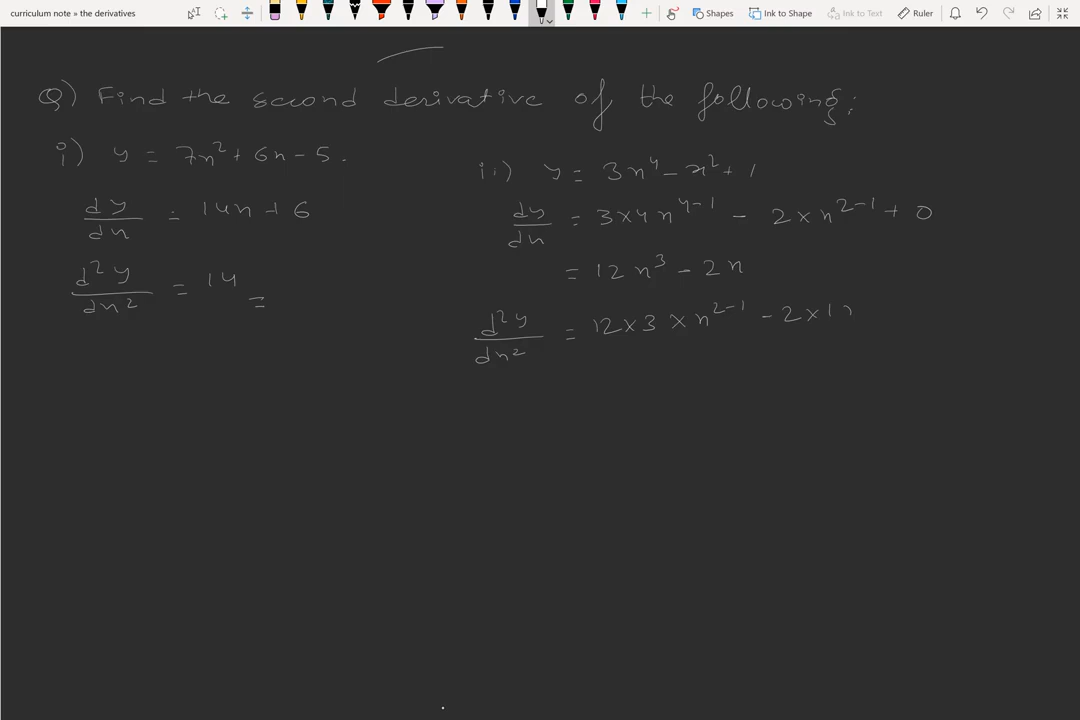 curriculum note » the derivatives
Shapes
Ink to Shape
Ink to Text
Ruler
Q) Find the second derivative of the following:
i) y = 7x² + 6x - 5.
dy/dx = 14x + 6
d²y/dx² = 14
ii) y = 3x⁴ - x² + 1
dy/dx = 3×4x⁴⁻¹ - 2×x²⁻¹ + 0
= 12x³ - 2x
d²y/dx² = 12×3×x²⁻¹ - 2×1